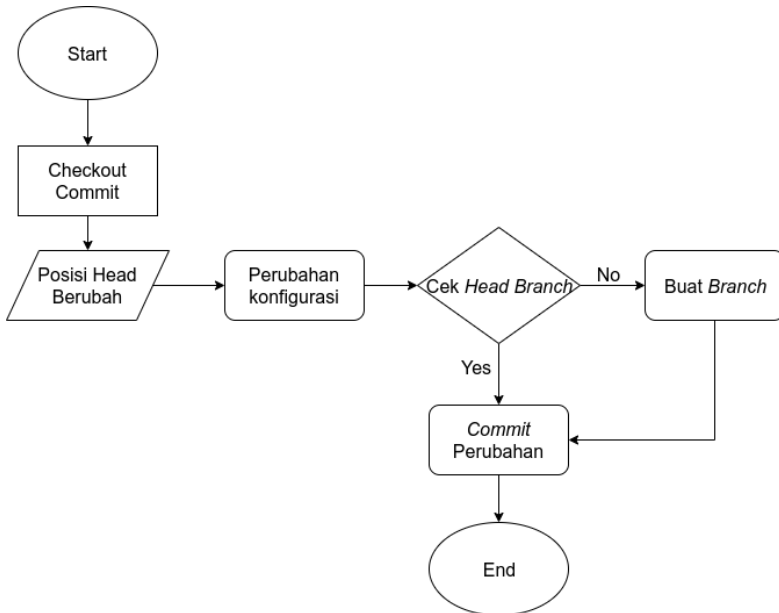 Start
Checkout
Commit
Posisi Head
Berubah
Perubahan
konfigurasi
Cek Head Branch
No
Buat Branch
Yes
Commit
Perubahan
End